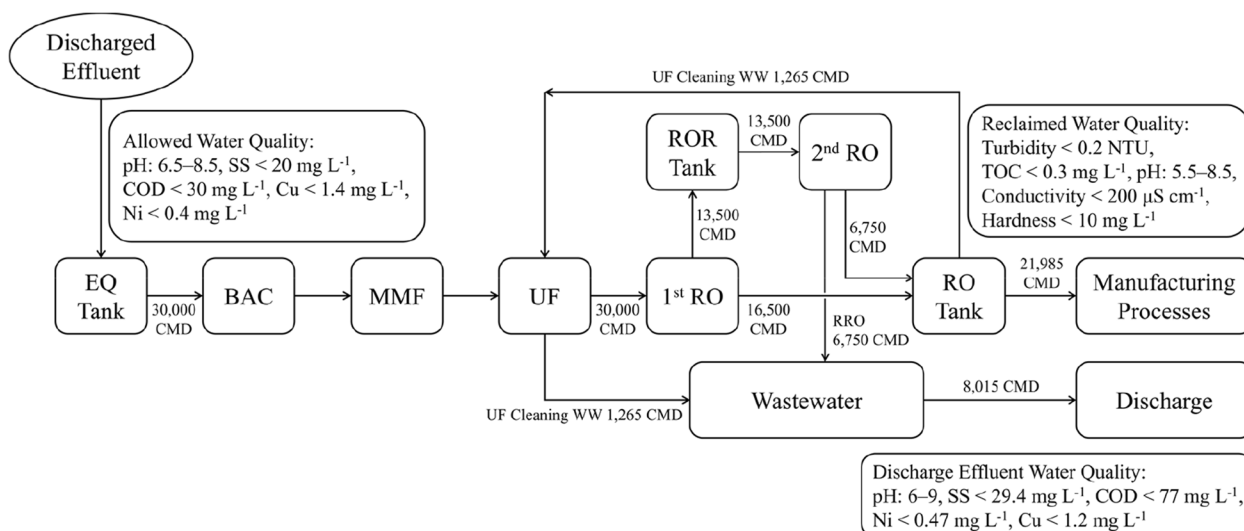 Discharged
Effluent
Allowed Water Quality:
pH: 6.5–8.5, SS < 20 mg L⁻¹,
COD < 30 mg L⁻¹, Cu < 1.4 mg L⁻¹,
Ni < 0.4 mg L⁻¹
UF Cleaning WW 1,265 CMD
ROR
Tank
13,500
CMD
2nd RO
Reclaimed Water Quality:
Turbidity < 0.2 NTU,
TOC < 0.3 mg L⁻¹, pH: 5.5–8.5,
Conductivity < 200 μS cm⁻¹,
Hardness < 10 mg L⁻¹
13,500
CMD
6,750
CMD
EQ
Tank
30,000
CMD
BAC
MMF
UF
30,000
CMD
1st RO
16,500
CMD
RO
Tank
21,985
CMD
Manufacturing
Processes
RRO
6,750 CMD
UF Cleaning WW 1,265 CMD
Wastewater
8,015 CMD
Discharge
Discharge Effluent Water Quality:
pH: 6–9, SS < 29.4 mg L⁻¹, COD < 77 mg L⁻¹,
Ni < 0.47 mg L⁻¹, Cu < 1.2 mg L⁻¹